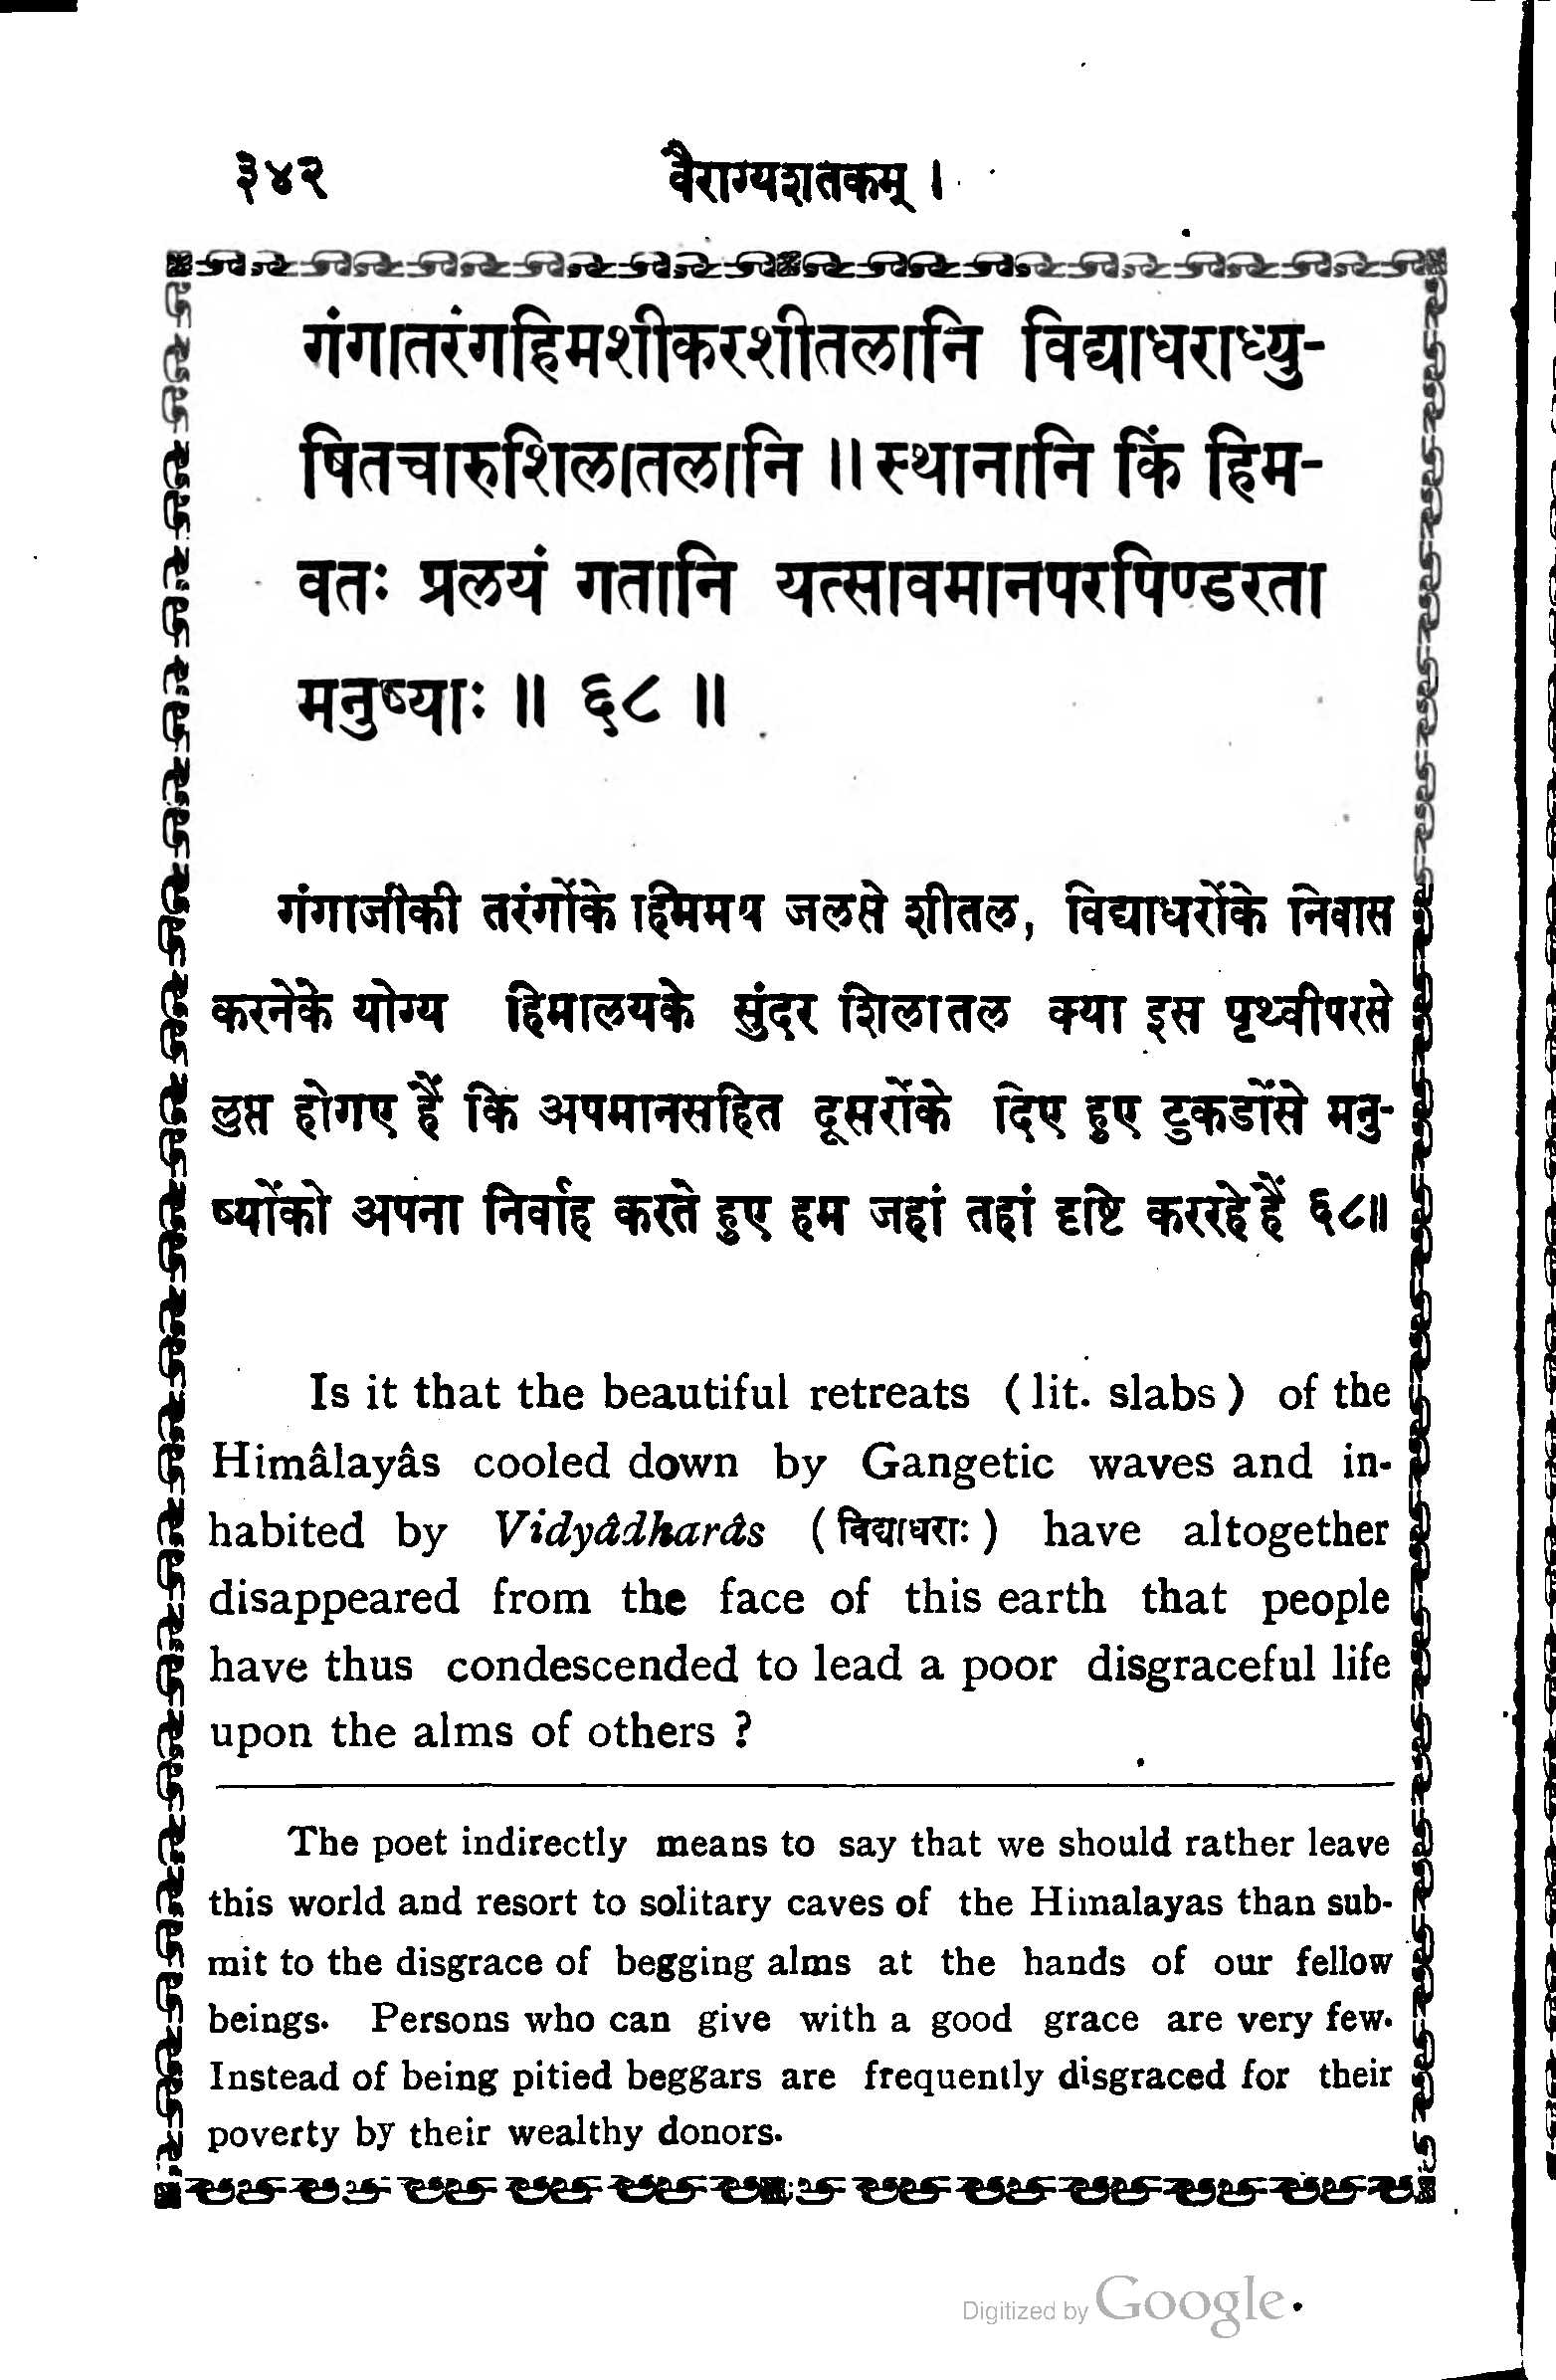 ३४२ वैराग्यशतकम् ।
गंगातरंगहिमशीकरशीतलानि विद्याधराध्यु-
षितचारुशिलातलानि ॥ स्थानानि किं हिम-
वतः प्रलयं गतानि यत्सावमानपरपिण्डरता
मनुष्याः ॥ ६८ ॥
गंगाजीकी तरंगोंके हिममय जलसे शीतल, विद्याधरोंके निवास
करनेके योग्य हिमालयके सुंदर शिलातल क्या इस पृथ्वीपरसे
लुप्त होगए हैं कि अपमानसहित दूसरोंके दिए हुए टुकडोंसे मनु-
ष्योंको अपना निर्वाह करते हुए हम जहां तहां दृष्टि कररहेहैं ६८॥
Is it that the beautiful retreats ( lit. slabs ) of the
Himâlayâs cooled down by Gangetic waves and in-
habited by Vidyâdharâs ( विद्याधराः ) have altogether
disappeared from the face of this earth that people
have thus condescended to lead a poor disgraceful life
upon the alms of others ?
The poet indirectly means to say that we should rather leave
this world and resort to solitary caves of the Himalayas than sub-
mit to the disgrace of begging alms at the hands of our fellow
beings. Persons who can give with a good grace are very few.
Instead of being pitied beggars are frequently disgraced for their
poverty by their wealthy donors.
Digitized by Google